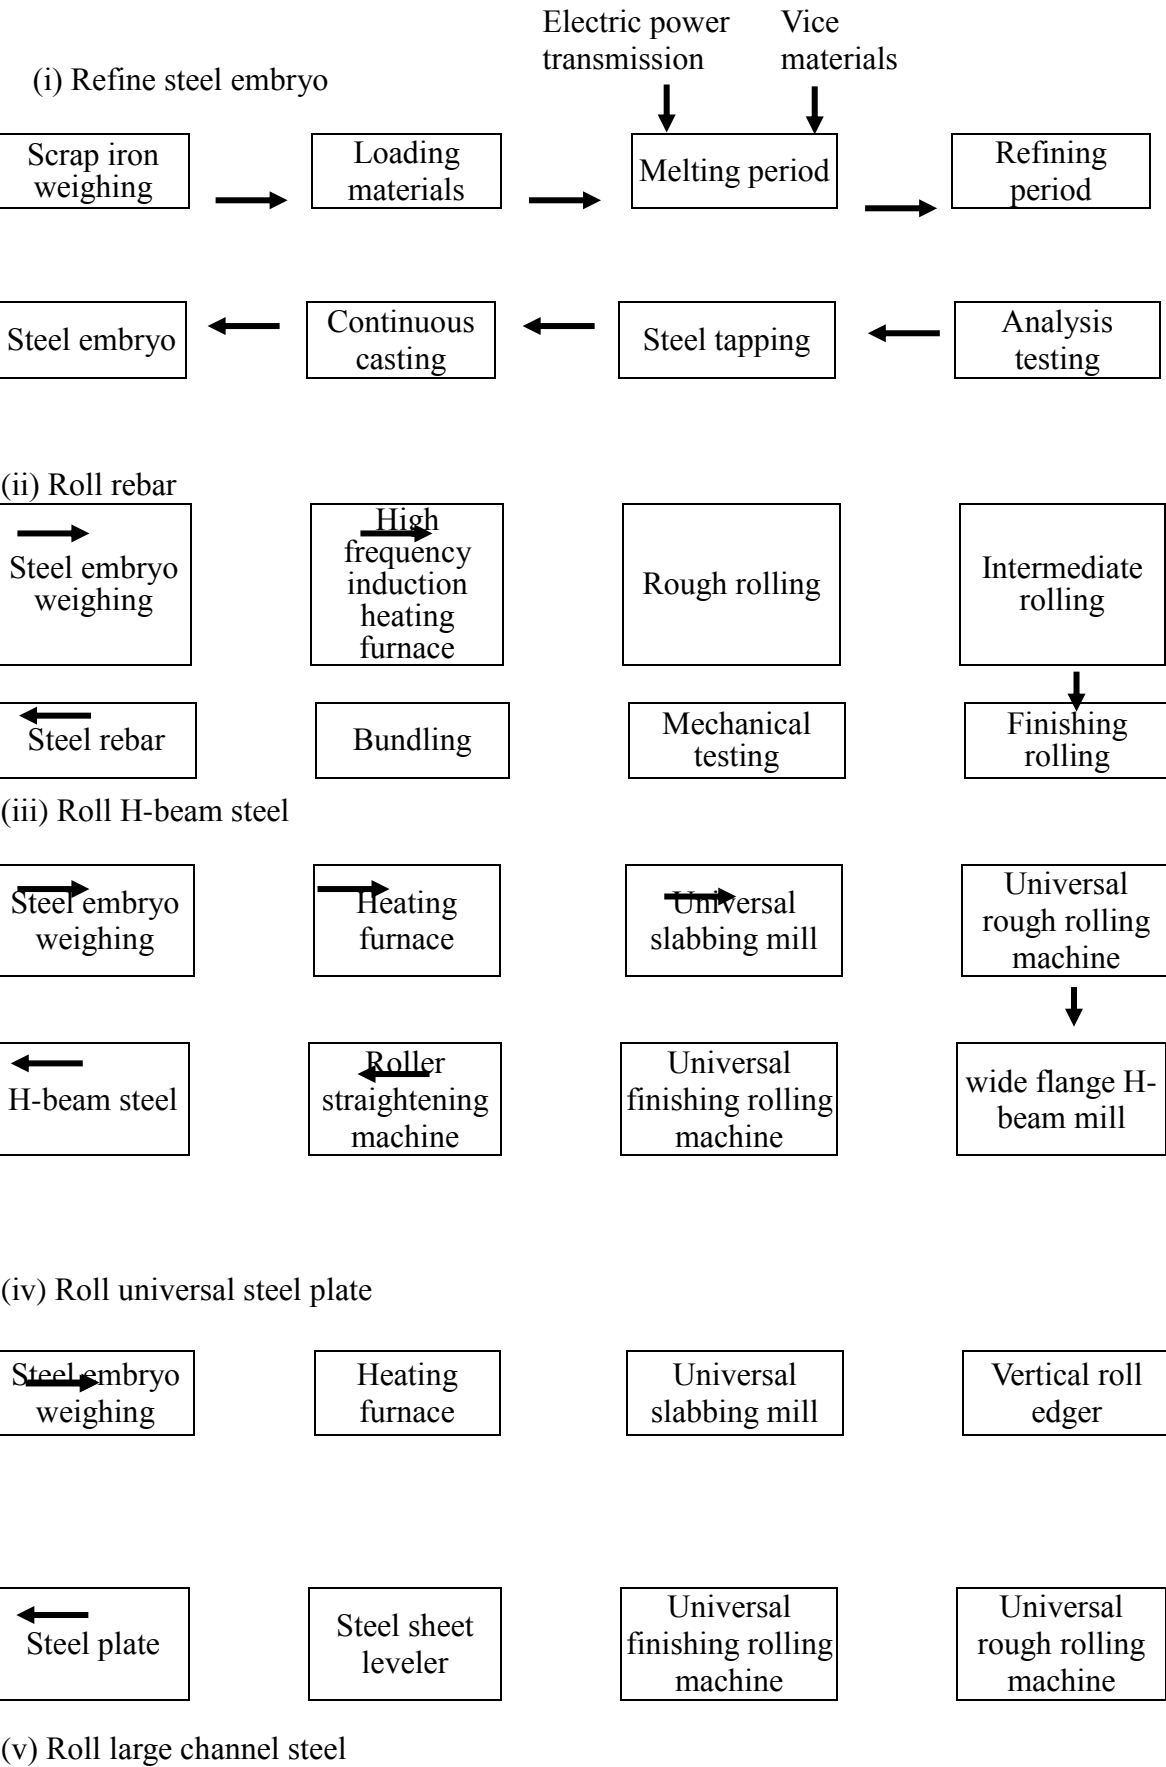 Electric power
transmission
Vice
materials
(i) Refine steel embryo
Scrap iron
weighing
Loading
materials
Melting period
Refining
period
Steel embryo
Continuous
casting
Steel tapping
Analysis
testing
(ii) Roll rebar
Steel embryo
weighing
High
frequency
induction
heating
furnace
Rough rolling
Intermediate
rolling
Steel rebar
Bundling
Mechanical
testing
Finishing
rolling
(iii) Roll H-beam steel
Steel embryo
weighing
Heating
furnace
Universal
slabbing mill
Universal
rough rolling
machine
H-beam steel
Roller
straightening
machine
Universal
finishing rolling
machine
wide flange H-
beam mill
(iv) Roll universal steel plate
Steel embryo
weighing
Heating
furnace
Universal
slabbing mill
Vertical roll
edger
Steel plate
Steel sheet
leveler
Universal
finishing rolling
machine
Universal
rough rolling
machine
(v) Roll large channel steel